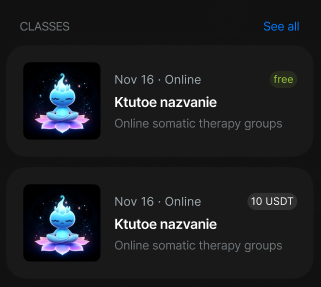 CLASSES See all
Nov 16 · Online free
Ktutoe nazvanie
Online somatic therapy groups
Nov 16 · Online 10 USDT
Ktutoe nazvanie
Online somatic therapy groups